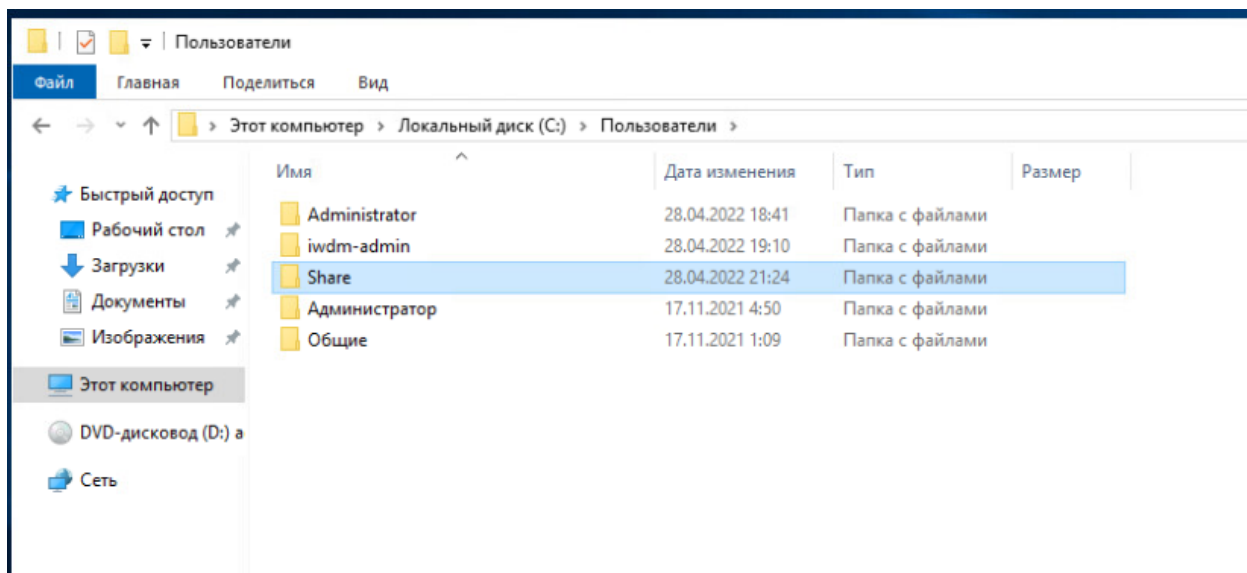 Пользователи
Файл Главная Поделиться Вид
Этот компьютер > Локальный диск (C:) > Пользователи >
Имя Дата изменения Тип Размер
Быстрый доступ
Рабочий стол
Загрузки
Документы
Изображения
Этот компьютер
DVD-дисковод (D:) a
Сеть
Administrator 28.04.2022 18:41 Папка с файлами
iwdm-admin 28.04.2022 19:10 Папка с файлами
Share 28.04.2022 21:24 Папка с файлами
Администратор 17.11.2021 4:50 Папка с файлами
Общие 17.11.2021 1:09 Папка с файлами